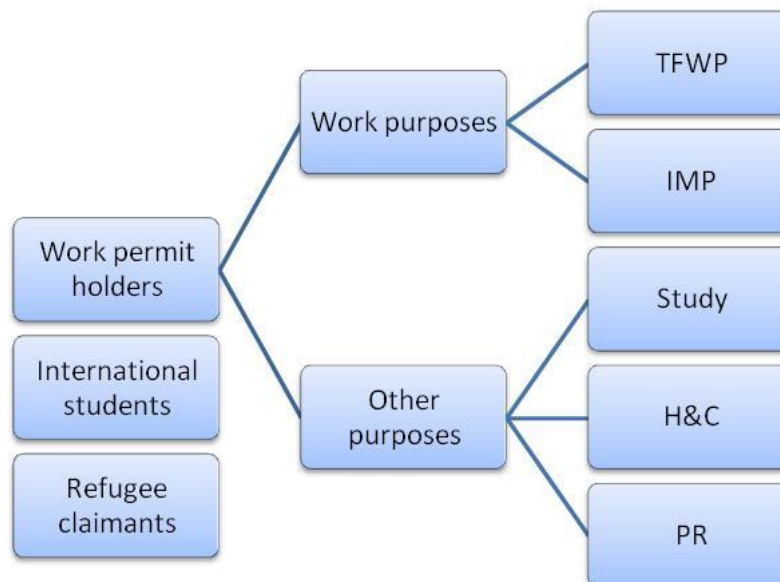 Work permit
holders
International
students
Refugee
claimants
Work purposes
Other
purposes
TFWP
IMP
Study
H&C
PR